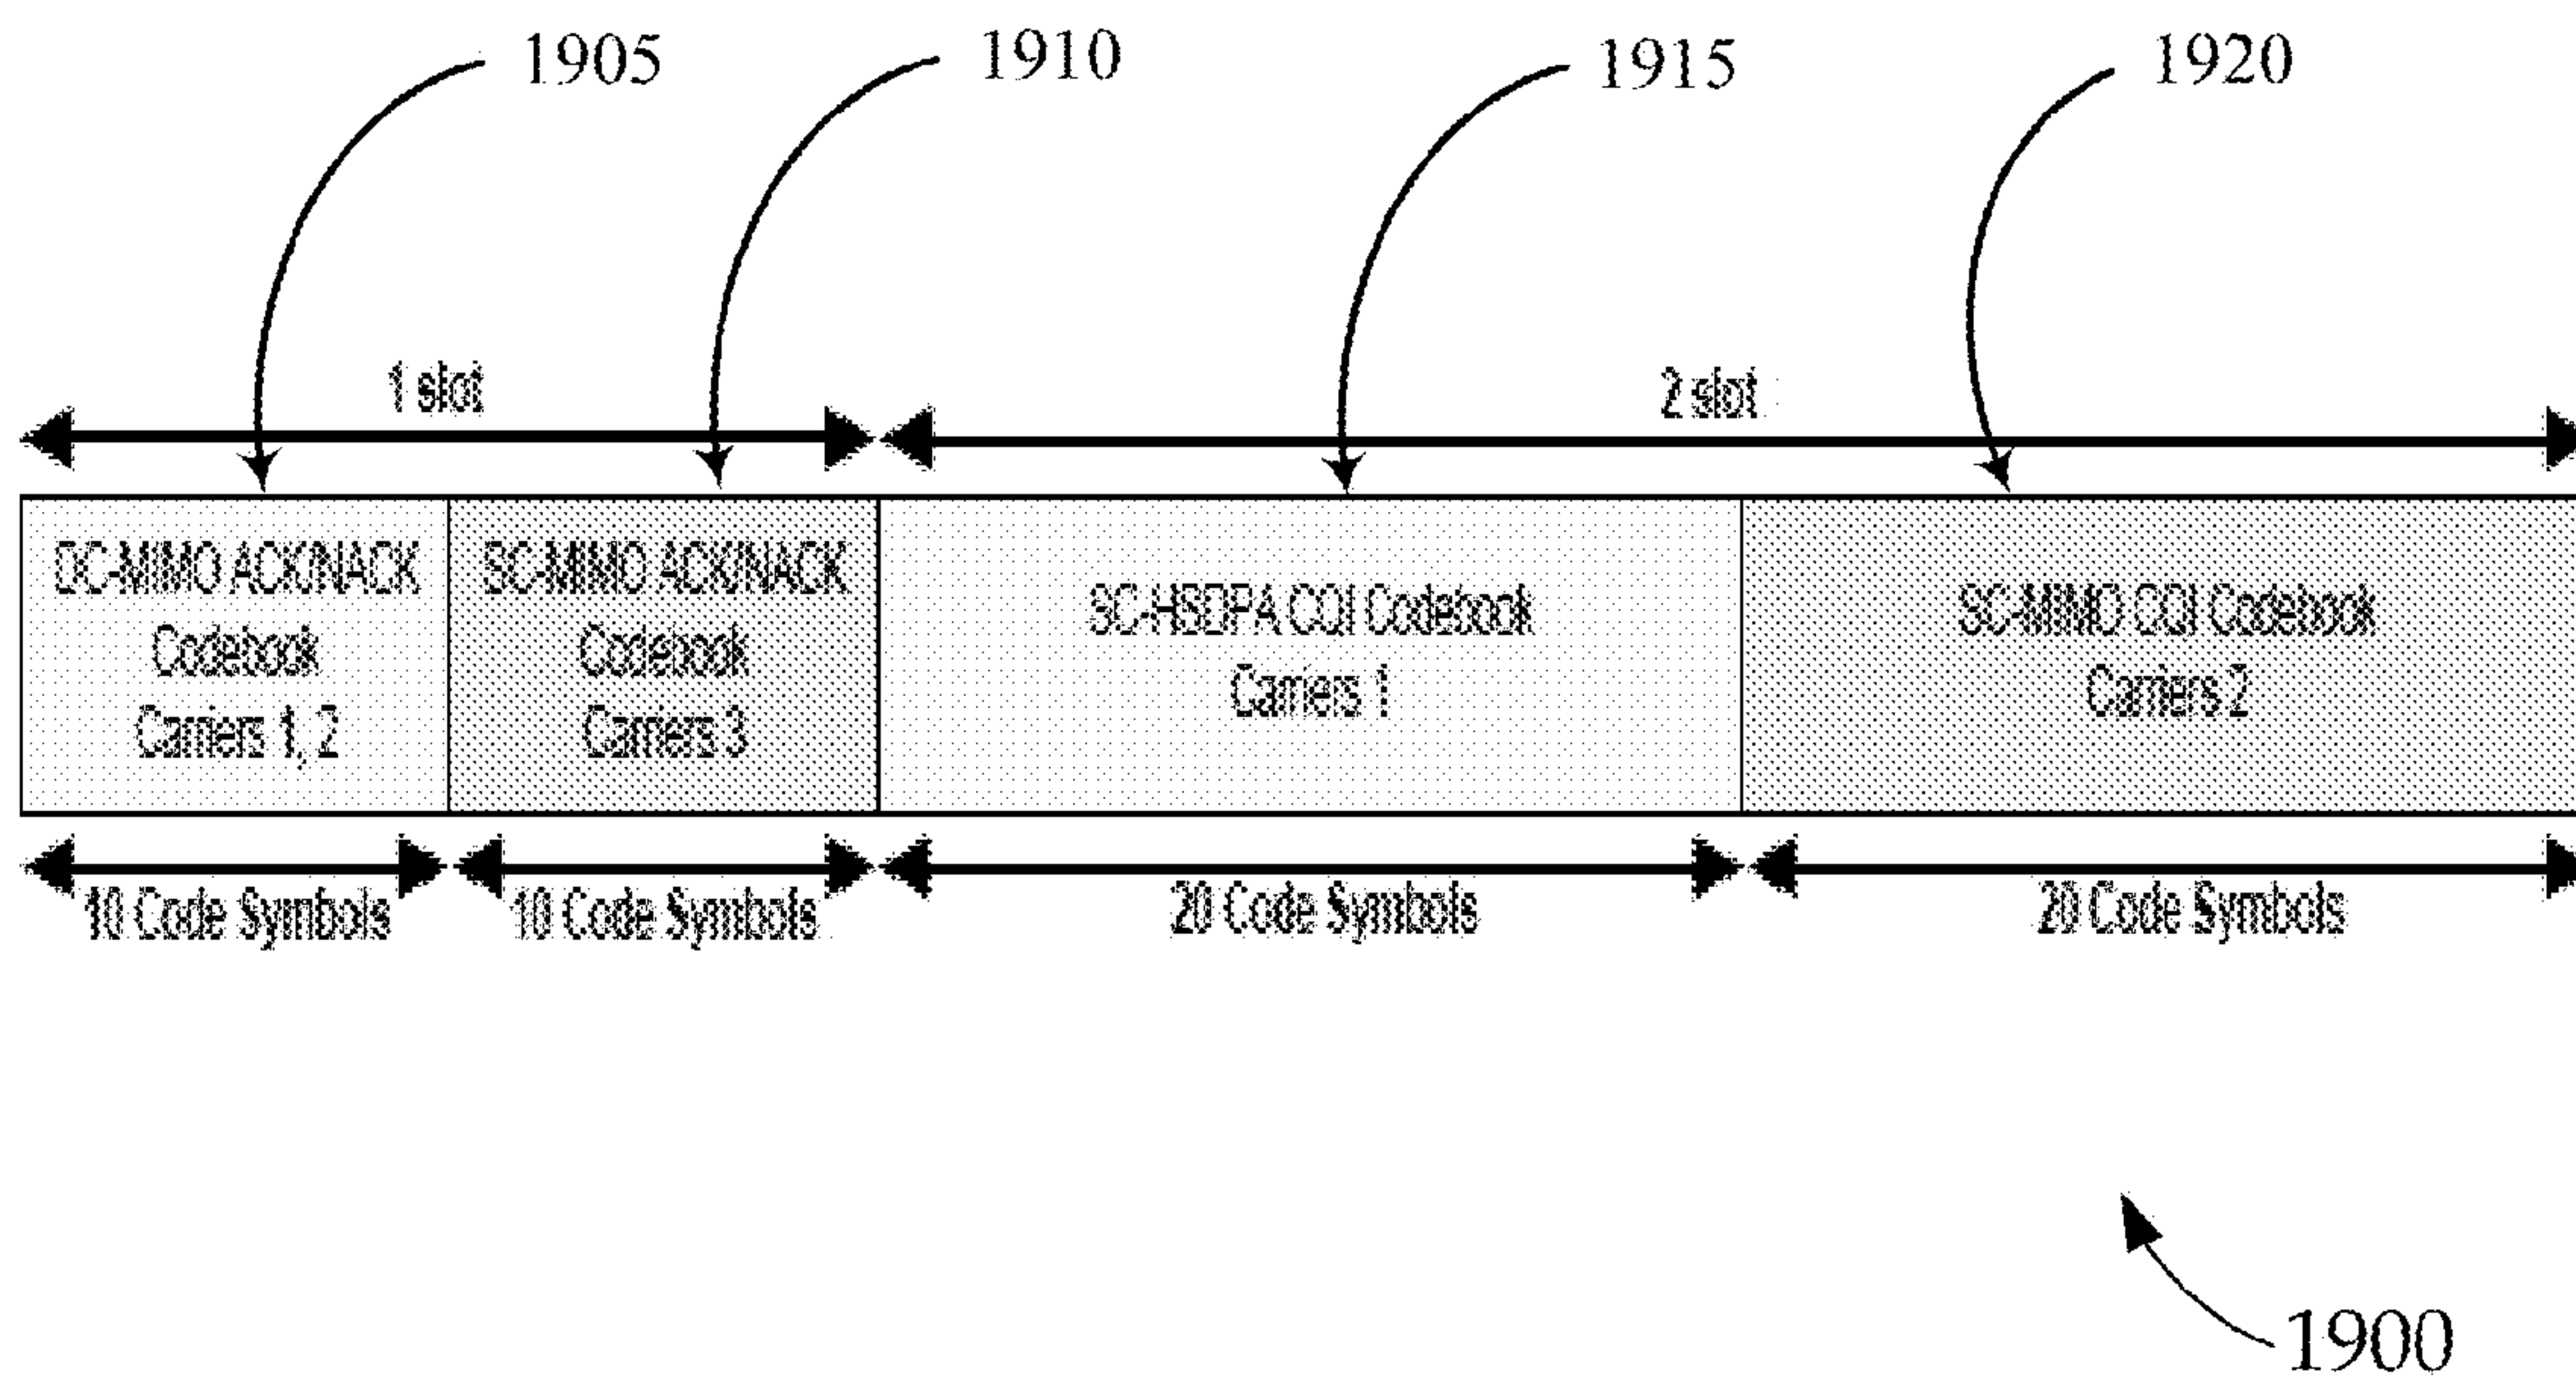 1905
1910
1915
1920
1 slot
2 slot
DC-MIMO ACK/NACK
Codebook
Carriers 1, 2
SC-MIMO ACK/NACK
Codebook
Carriers 3
SC-HSDPA CQI Codebook
Carriers 1
SC-MIMO CQI Codebook
Carriers 2
10 Code Symbols
10 Code Symbols
20 Code Symbols
20 Code Symbols
1900